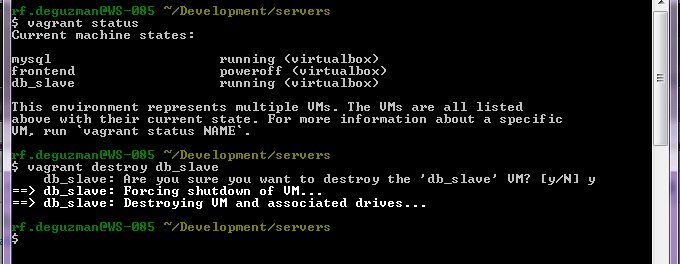 rf.deguzman@WS-085 ~/Development/servers
$ vagrant status
Current machine states:
mysql running (virtualbox)
frontend poweroff (virtualbox)
db_slave running (virtualbox)
This environment represents multiple VMs. The VMs are all listed
above with their current state. For more information about a specific
VM, run `vagrant status NAME`.
rf.deguzman@WS-085 ~/Development/servers
$ vagrant destroy db_slave
db_slave: Are you sure you want to destroy the 'db_slave' VM? [y/N] y
==> db_slave: Forcing shutdown of VM...
==> db_slave: Destroying VM and associated drives...
rf.deguzman@WS-085 ~/Development/servers
$